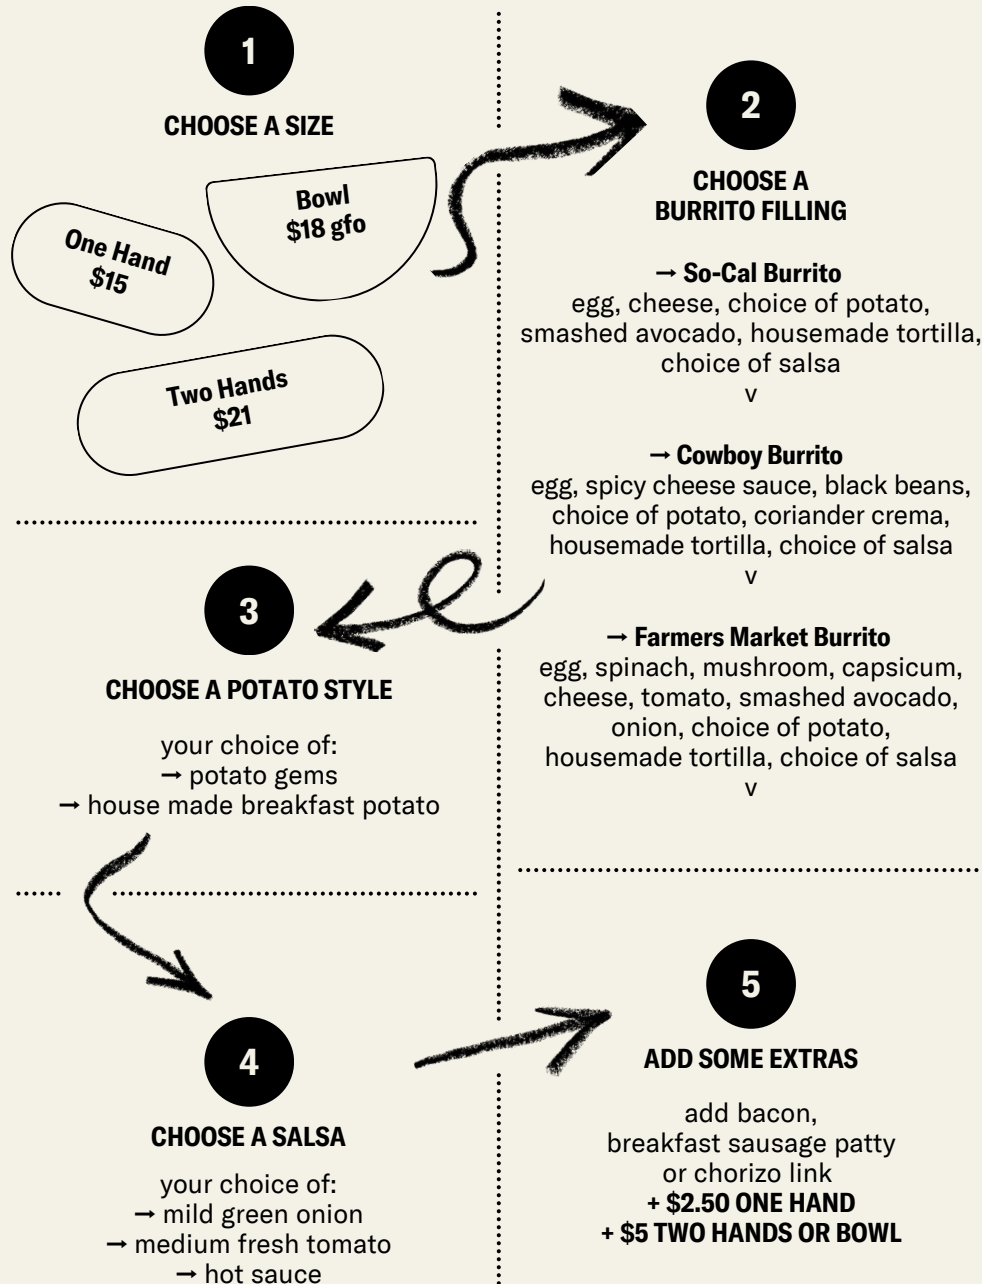 1
CHOOSE A SIZE
Bowl
$18 gfo
One Hand
$15
Two Hands
$21
2
CHOOSE A
BURRITO FILLING
→ So-Cal Burrito
egg, cheese, choice of potato,
smashed avocado, housemade tortilla,
choice of salsa
v
→ Cowboy Burrito
egg, spicy cheese sauce, black beans,
choice of potato, coriander crema,
housemade tortilla, choice of salsa
v
→ Farmers Market Burrito
egg, spinach, mushroom, capsicum,
cheese, tomato, smashed avocado,
onion, choice of potato,
housemade tortilla, choice of salsa
v
3
CHOOSE A POTATO STYLE
your choice of:
→ potato gems
→ house made breakfast potato
4
CHOOSE A SALSA
your choice of:
→ mild green onion
→ medium fresh tomato
→ hot sauce
5
ADD SOME EXTRAS
add bacon,
breakfast sausage patty
or chorizo link
+ $2.50 ONE HAND
+ $5 TWO HANDS OR BOWL